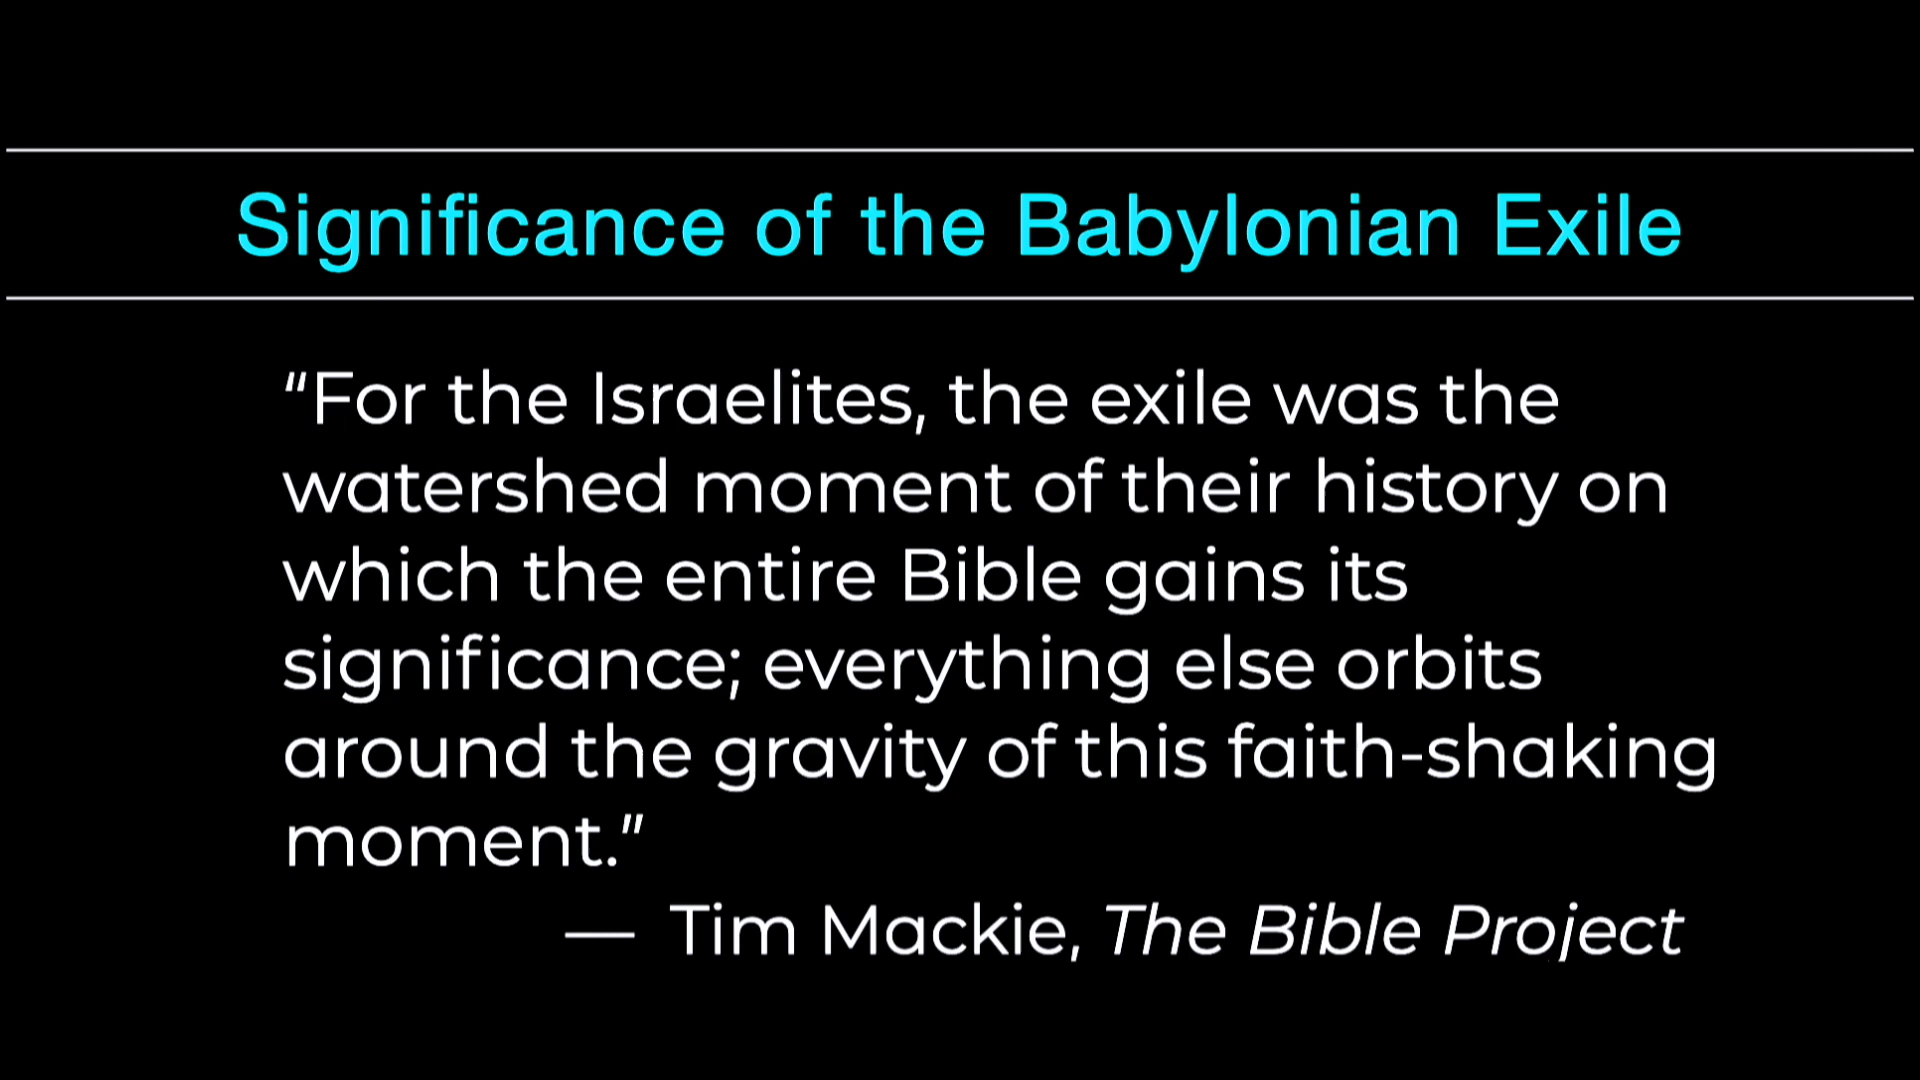 Significance of the Babylonian Exile
“For the Israelites, the exile was the
watershed moment of their history on
which the entire Bible gains its
significance; everything else orbits
around the gravity of this faith-shaking
moment.”
— Tim Mackie, The Bible Project